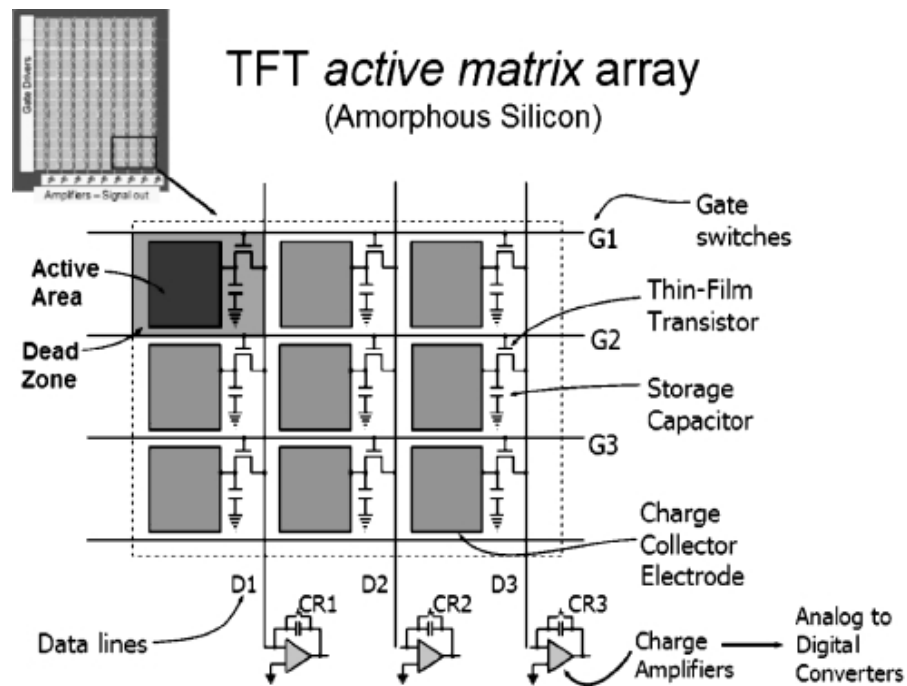 Gate Drivers
Amplifiers – Signal out
TFT active matrix array
(Amorphous Silicon)
Gate
switches
G1
Active
Area
Thin-Film
Transistor
G2
Dead
Zone
Storage
Capacitor
G3
Charge
Collector
Electrode
D1
D2
D3
CR1
CR2
CR3
Data lines
Charge
Amplifiers
Analog to
Digital
Converters